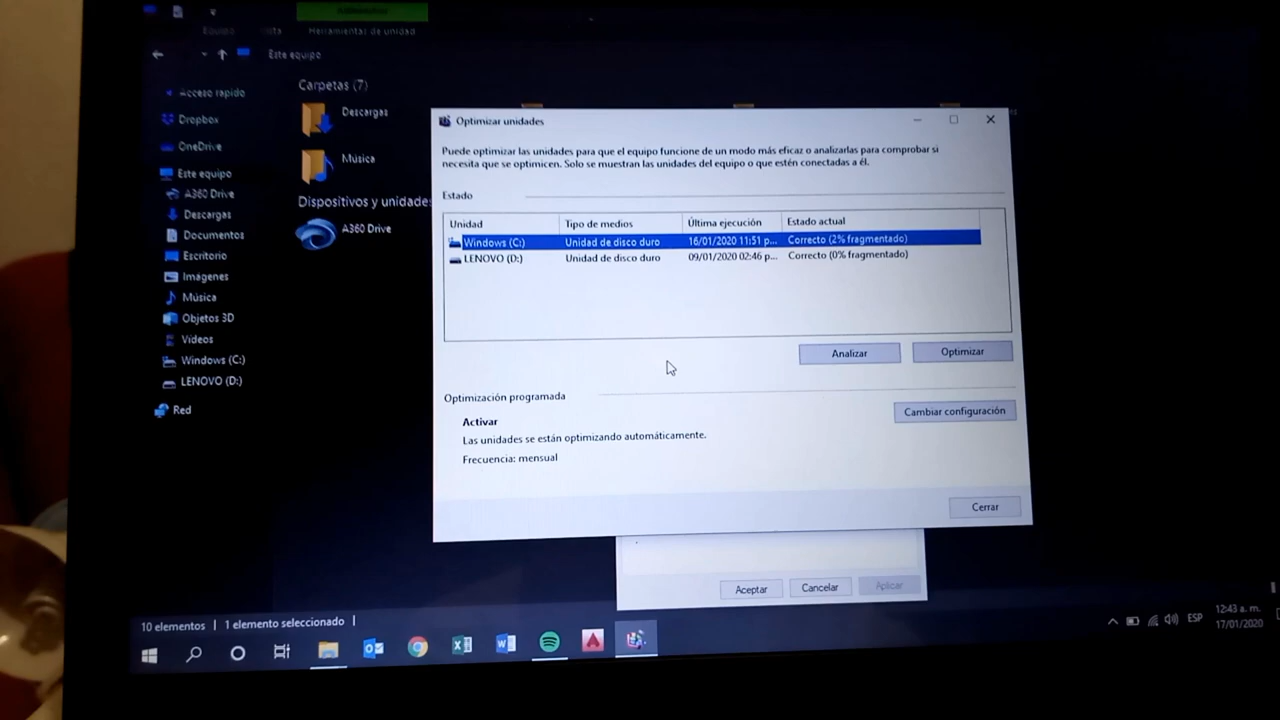 Equipo Vista Herramientas de unidad
Este equipo
Acceso rápido
Dropbox
OneDrive
Este equipo
A360 Drive
Descargas
Documentos
Escritorio
Imágenes
Música
Objetos 3D
Vídeos
Windows (C:)
LENOVO (D:)
Red
Carpetas (7)
Descargas
Música
Dispositivos y unidades
A360 Drive
Optimizar unidades
Puede optimizar las unidades para que el equipo funcione de un modo más eficaz o analizarlas para comprobar si
necesita que se optimicen. Solo se muestran las unidades del equipo o que estén conectadas a él.
Estado
Unidad Tipo de medios Última ejecución Estado actual
Windows (C:) Unidad de disco duro 16/01/2020 11:51 p... Correcto (2% fragmentado)
LENOVO (D:) Unidad de disco duro 09/01/2020 02:46 p... Correcto (0% fragmentado)
Analizar Optimizar
Optimización programada
Activar
Las unidades se están optimizando automáticamente.
Frecuencia: mensual
Cambiar configuración
Cerrar
Aceptar Cancelar Aplicar
10 elementos 1 elemento seleccionado
ESP
12:43 a. m.
17/01/2020